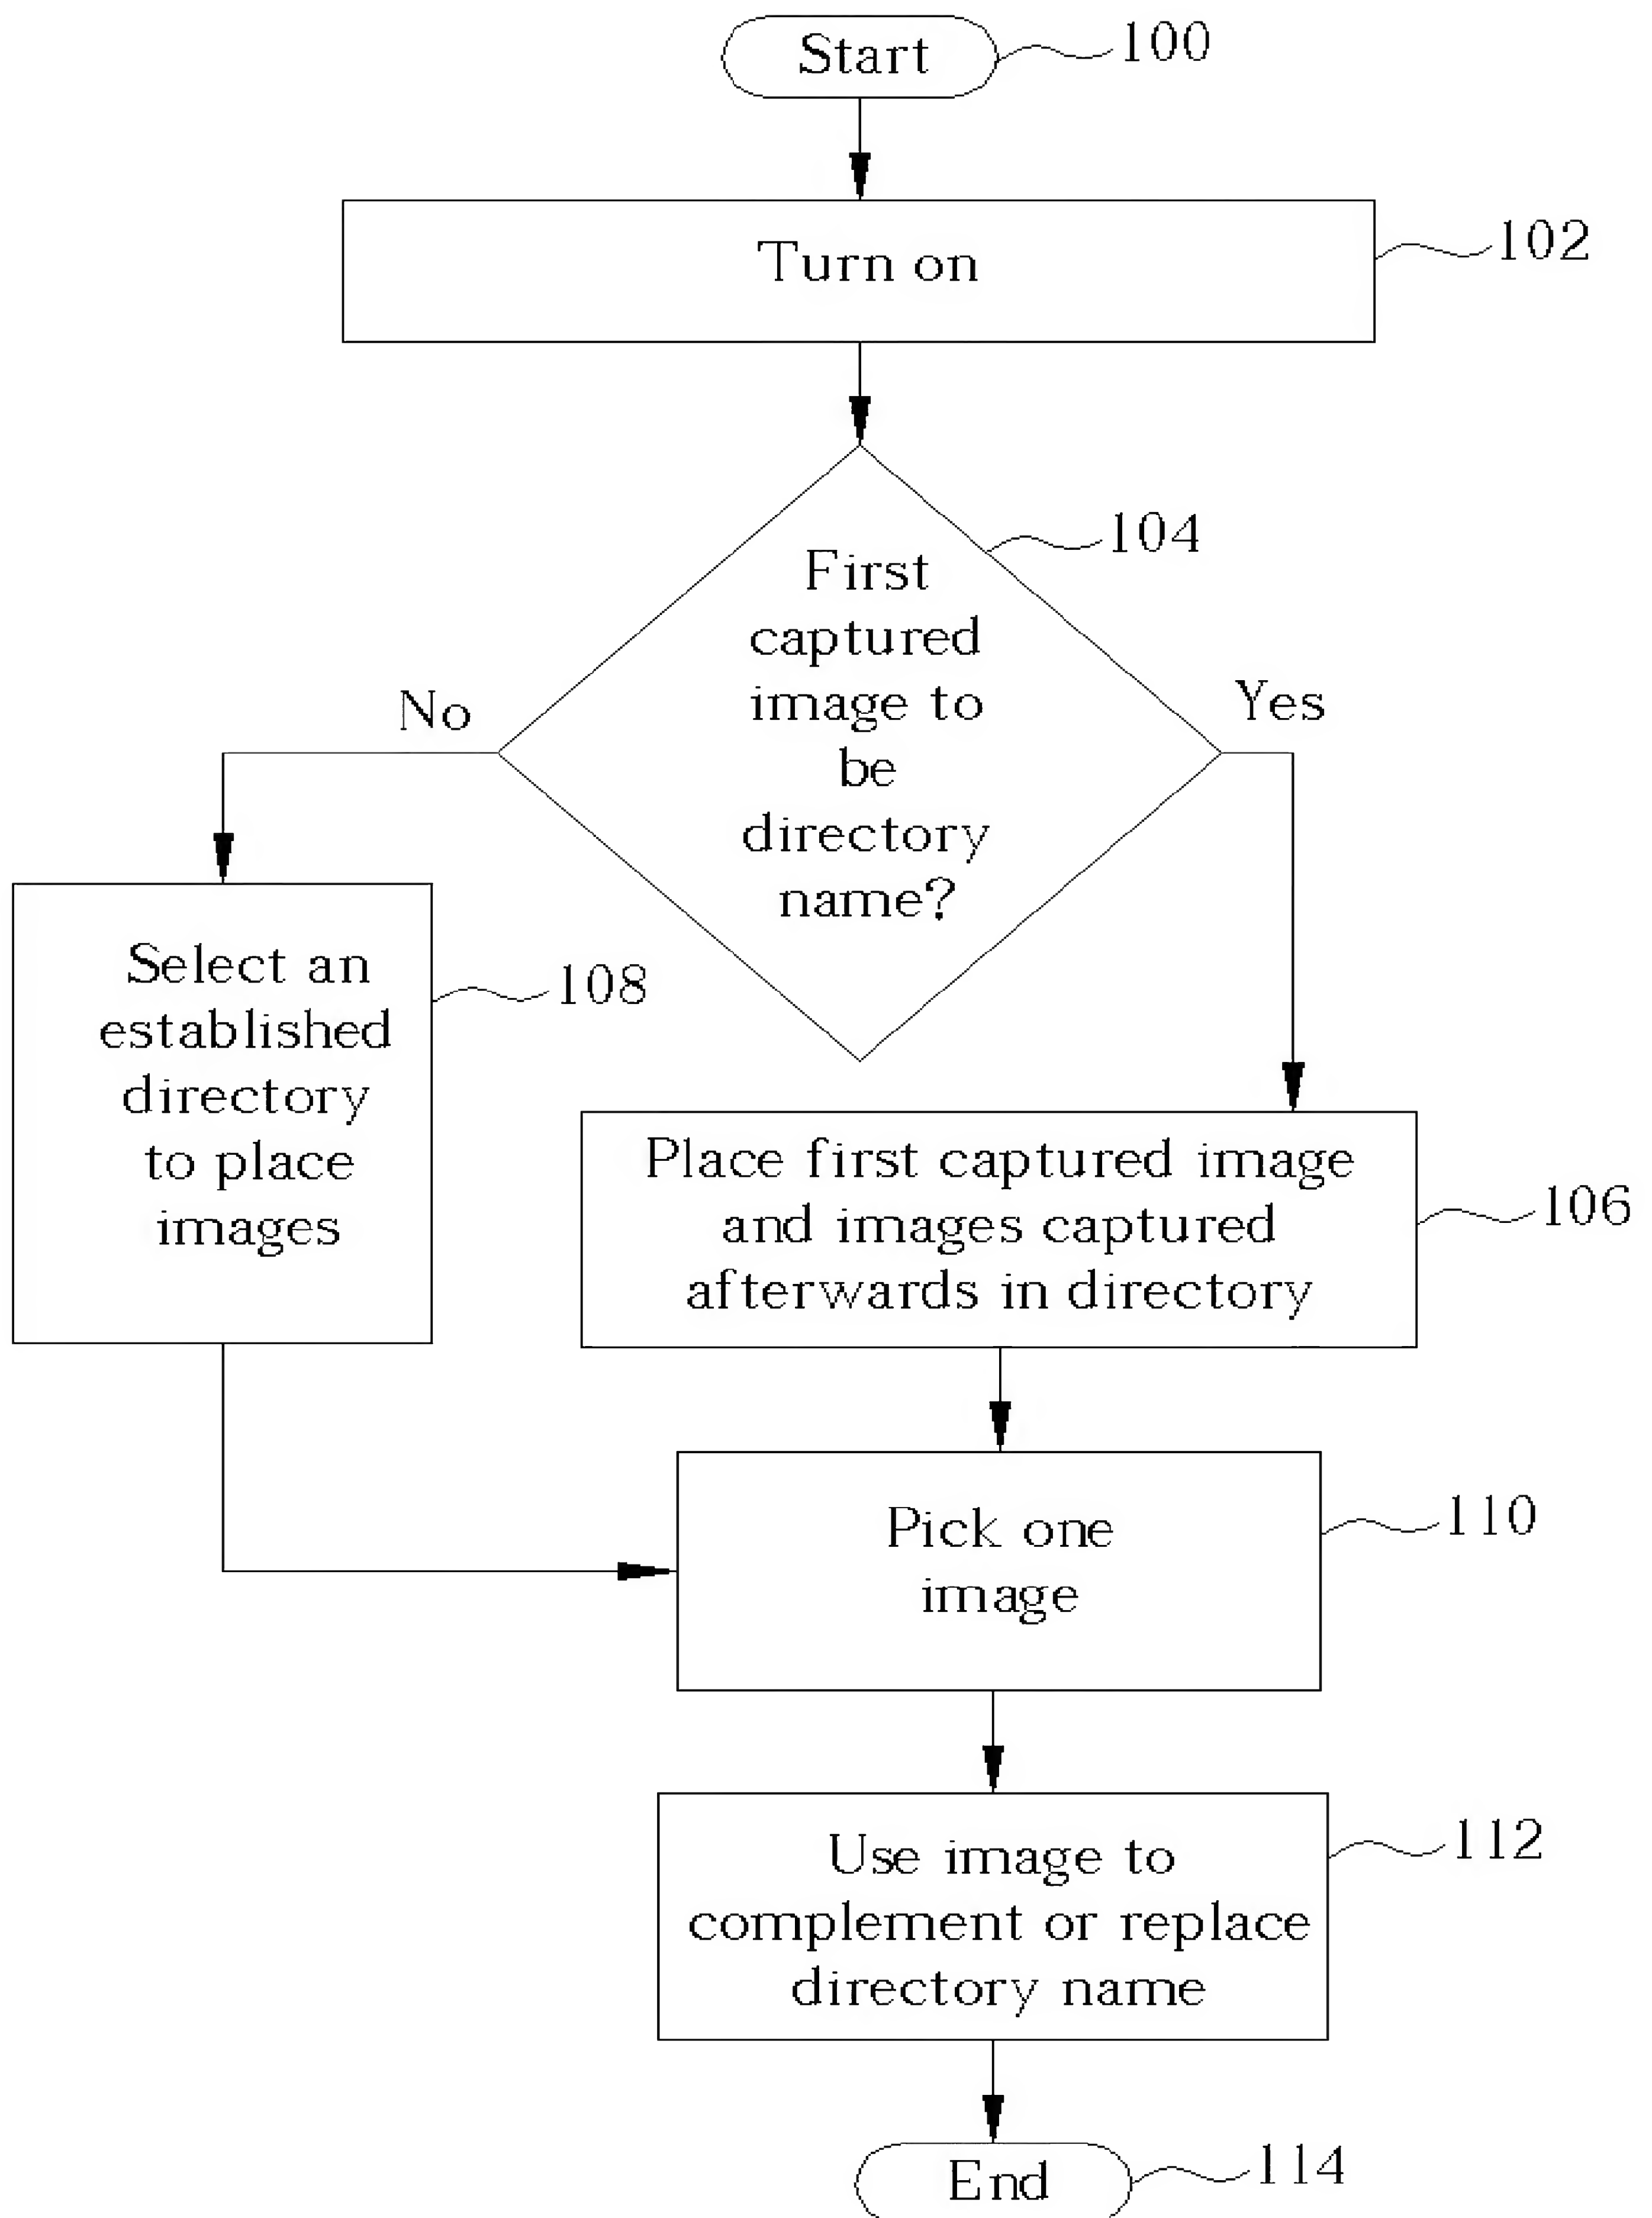 Start
100
Turn on
102
104
First
captured
image to
be
directory
name?
No
Yes
Select an
established
directory
to place
images
108
Place first captured image
and images captured
afterwards in directory
106
Pick one
image
110
Use image to
complement or replace
directory name
112
End
114